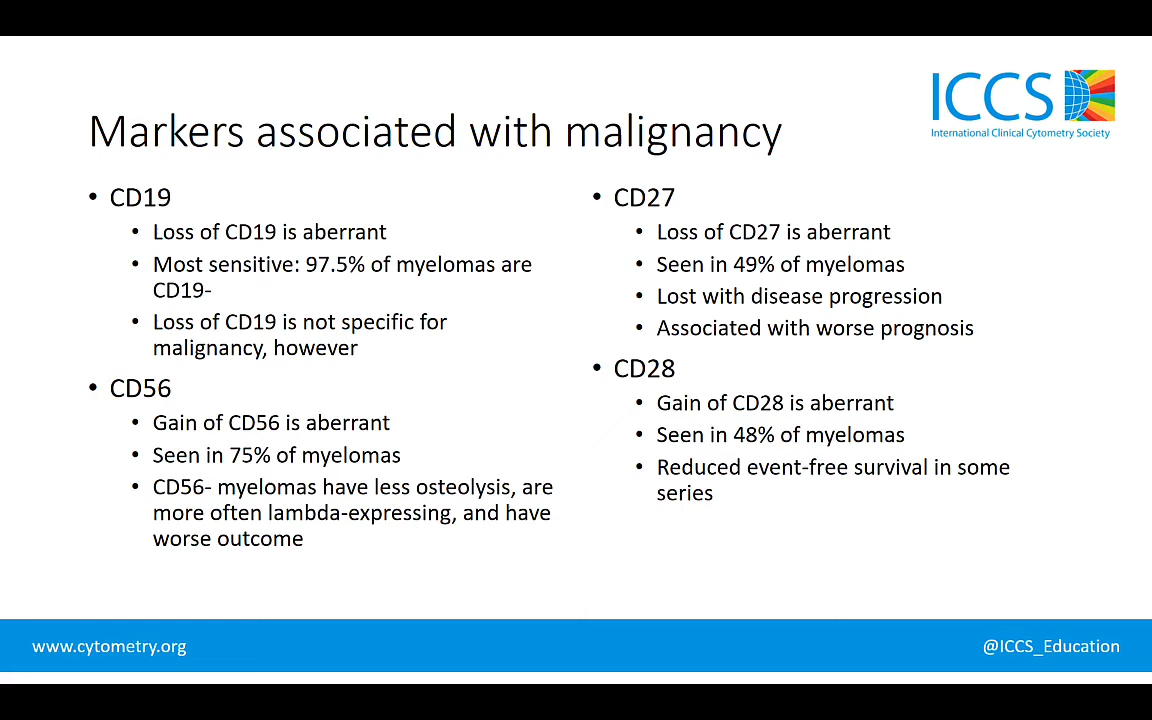 ICCS
International Clinical Cytometry Society
Markers associated with malignancy
• CD19
• Loss of CD19 is aberrant
• Most sensitive: 97.5% of myelomas are
CD19-
• Loss of CD19 is not specific for
malignancy, however
• CD56
• Gain of CD56 is aberrant
• Seen in 75% of myelomas
• CD56- myelomas have less osteolysis, are
more often lambda-expressing, and have
worse outcome
• CD27
• Loss of CD27 is aberrant
• Seen in 49% of myelomas
• Lost with disease progression
• Associated with worse prognosis
• CD28
• Gain of CD28 is aberrant
• Seen in 48% of myelomas
• Reduced event-free survival in some
series
www.cytometry.org
@ICCS_Education